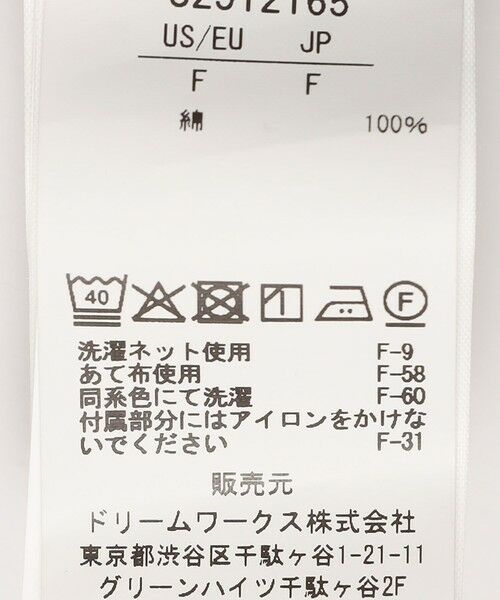 02912165
US/EU JP
F F
綿 100%
40 F
洗濯ネット使用 F-9
あて布使用 F-58
同系色にて洗濯 F-60
付属部分にはアイロンをかけな
いでください F-31
販売元
ドリームワークス株式会社
東京都渋谷区千駄ヶ谷1-21-11
グリーンハイツ千駄ヶ谷2F